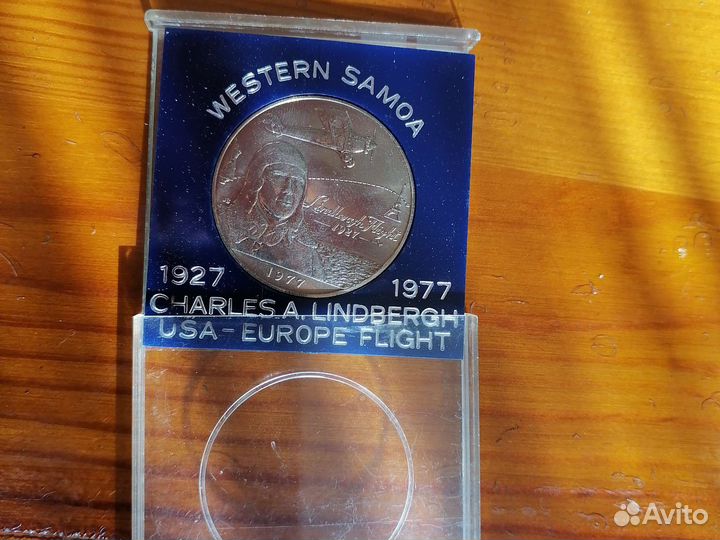 WESTERN SAMOA
Lindbergh Flight
— 1927 —
1977
1927 1977
CHARLES A. LINDBERGH
USA – EUROPE FLIGHT
Avito